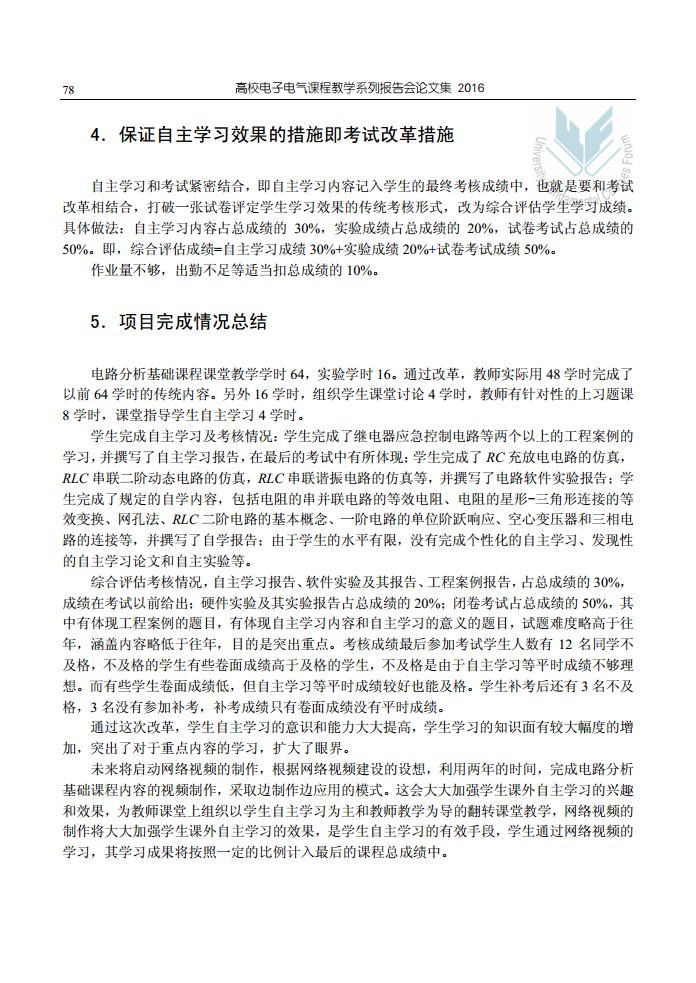 78
高校电子电气课程教学系列报告会论文集 2016
University Fundamental Courses Forum
4．保证自主学习效果的措施即考试改革措施
自主学习和考试紧密结合，即自主学习内容记入学生的最终考核成绩中，也就是要和考试
改革相结合，打破一张试卷评定学生学习效果的传统考核形式，改为综合评估学生学习成绩。
具体做法：自主学习内容占总成绩的 30%，实验成绩占总成绩的 20%，试卷考试占总成绩的
50%。即，综合评估成绩=自主学习成绩 30%+实验成绩 20%+试卷考试成绩 50%。
作业量不够，出勤不足等适当扣总成绩的 10%。
5．项目完成情况总结
电路分析基础课程课堂教学学时 64，实验学时 16。通过改革，教师实际用 48 学时完成了
以前 64 学时的传统内容。另外 16 学时，组织学生课堂讨论 4 学时，教师有针对性的上习题课
8 学时，课堂指导学生自主学习 4 学时。
学生完成自主学习及考核情况：学生完成了继电器应急控制电路等两个以上的工程案例的
学习，并撰写了自主学习报告，在最后的考试中有所体现；学生完成了 RC 充放电电路的仿真，
RLC 串联二阶动态电路的仿真，RLC 串联谐振电路的仿真等，并撰写了电路软件实验报告；学
生完成了规定的自学内容，包括电阻的串并联电路的等效电阻、电阻的星形-三角形连接的等
效变换、网孔法、RLC 二阶电路的基本概念、一阶电路的单位阶跃响应、空心变压器和三相电
路的连接等，并撰写了自学报告；由于学生的水平有限，没有完成个性化的自主学习、发现性
的自主学习论文和自主实验等。
综合评估考核情况，自主学习报告、软件实验及其报告、工程案例报告，占总成绩的 30%，
成绩在考试以前给出；硬件实验及其实验报告占总成绩的 20%；闭卷考试占总成绩的 50%，其
中有体现工程案例的题目，有体现自主学习内容和自主学习的意义的题目，试题难度略高于往
年，涵盖内容略低于往年，目的是突出重点。考核成绩最后参加考试学生人数有 12 名同学不
及格，不及格的学生有些卷面成绩高于及格的学生，不及格是由于自主学习等平时成绩不够理
想。而有些学生卷面成绩低，但自主学习等平时成绩较好也能及格。学生补考后还有 3 名不及
格，3 名没有参加补考，补考成绩只有卷面成绩没有平时成绩。
通过这次改革，学生自主学习的意识和能力大大提高，学生学习的知识面有较大幅度的增
加，突出了对于重点内容的学习，扩大了眼界。
未来将启动网络视频的制作，根据网络视频建设的设想，利用两年的时间，完成电路分析
基础课程内容的视频制作，采取边制作边应用的模式。这会大大加强学生课外自主学习的兴趣
和效果，为教师课堂上组织以学生自主学习为主和教师教学为导的翻转课堂教学，网络视频的
制作将大大加强学生课外自主学习的效果，是学生自主学习的有效手段，学生通过网络视频的
学习，其学习成果将按照一定的比例计入最后的课程总成绩中。